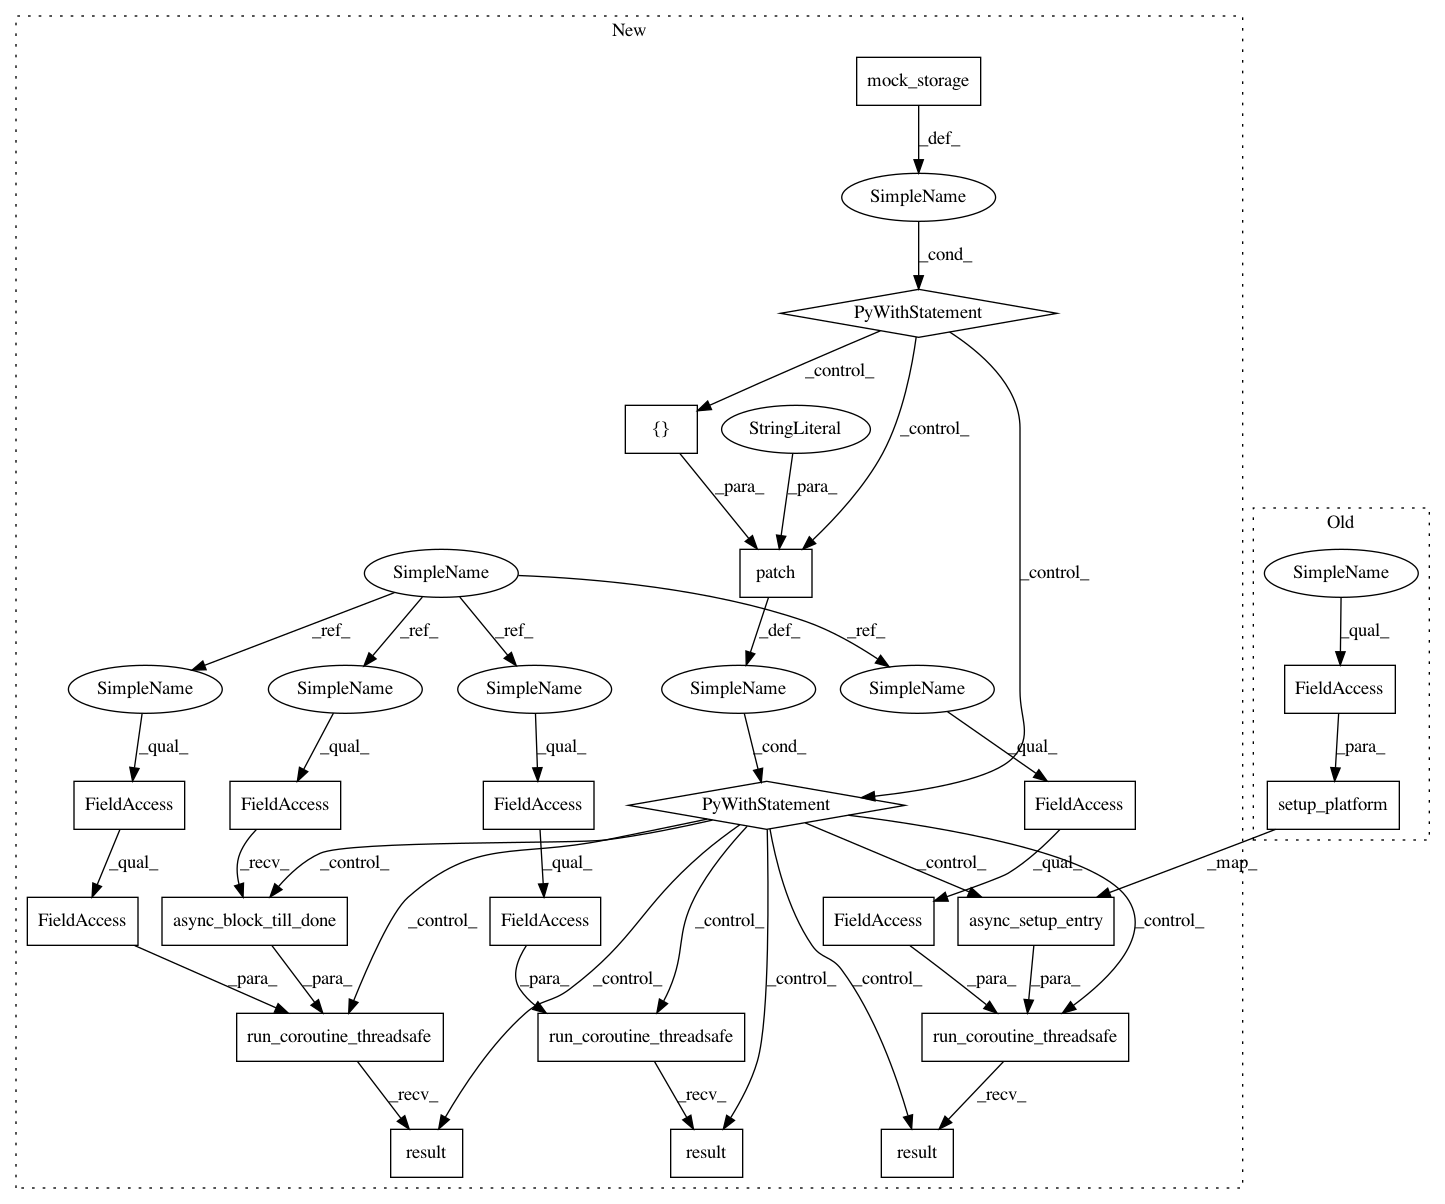 New
mock_storage
_def_
SimpleName
_cond_
PyWithStatement
_control_
{}
StringLiteral
_control_
_para_
_para_
Old
SimpleName
patch
SimpleName
_control_
_ref_
_ref_
_ref_
_def_
_ref_
_qual_
SimpleName
SimpleName
SimpleName
SimpleName
SimpleName
FieldAccess
_qual_
_qual_
_qual_
_cond_
_qual_
_para_
FieldAccess
FieldAccess
FieldAccess
PyWithStatement
FieldAccess
setup_platform
_qual_
_recv_
_control_
_qual_
_control_
_qual_
_map_
FieldAccess
async_block_till_done
_control_
FieldAccess
_control_
FieldAccess
async_setup_entry
_control_
_para_
_para_
_para_
_control_
_control_
_control_
_para_
_para_
run_coroutine_threadsafe
run_coroutine_threadsafe
run_coroutine_threadsafe
_recv_
_recv_
_recv_
result
result
result